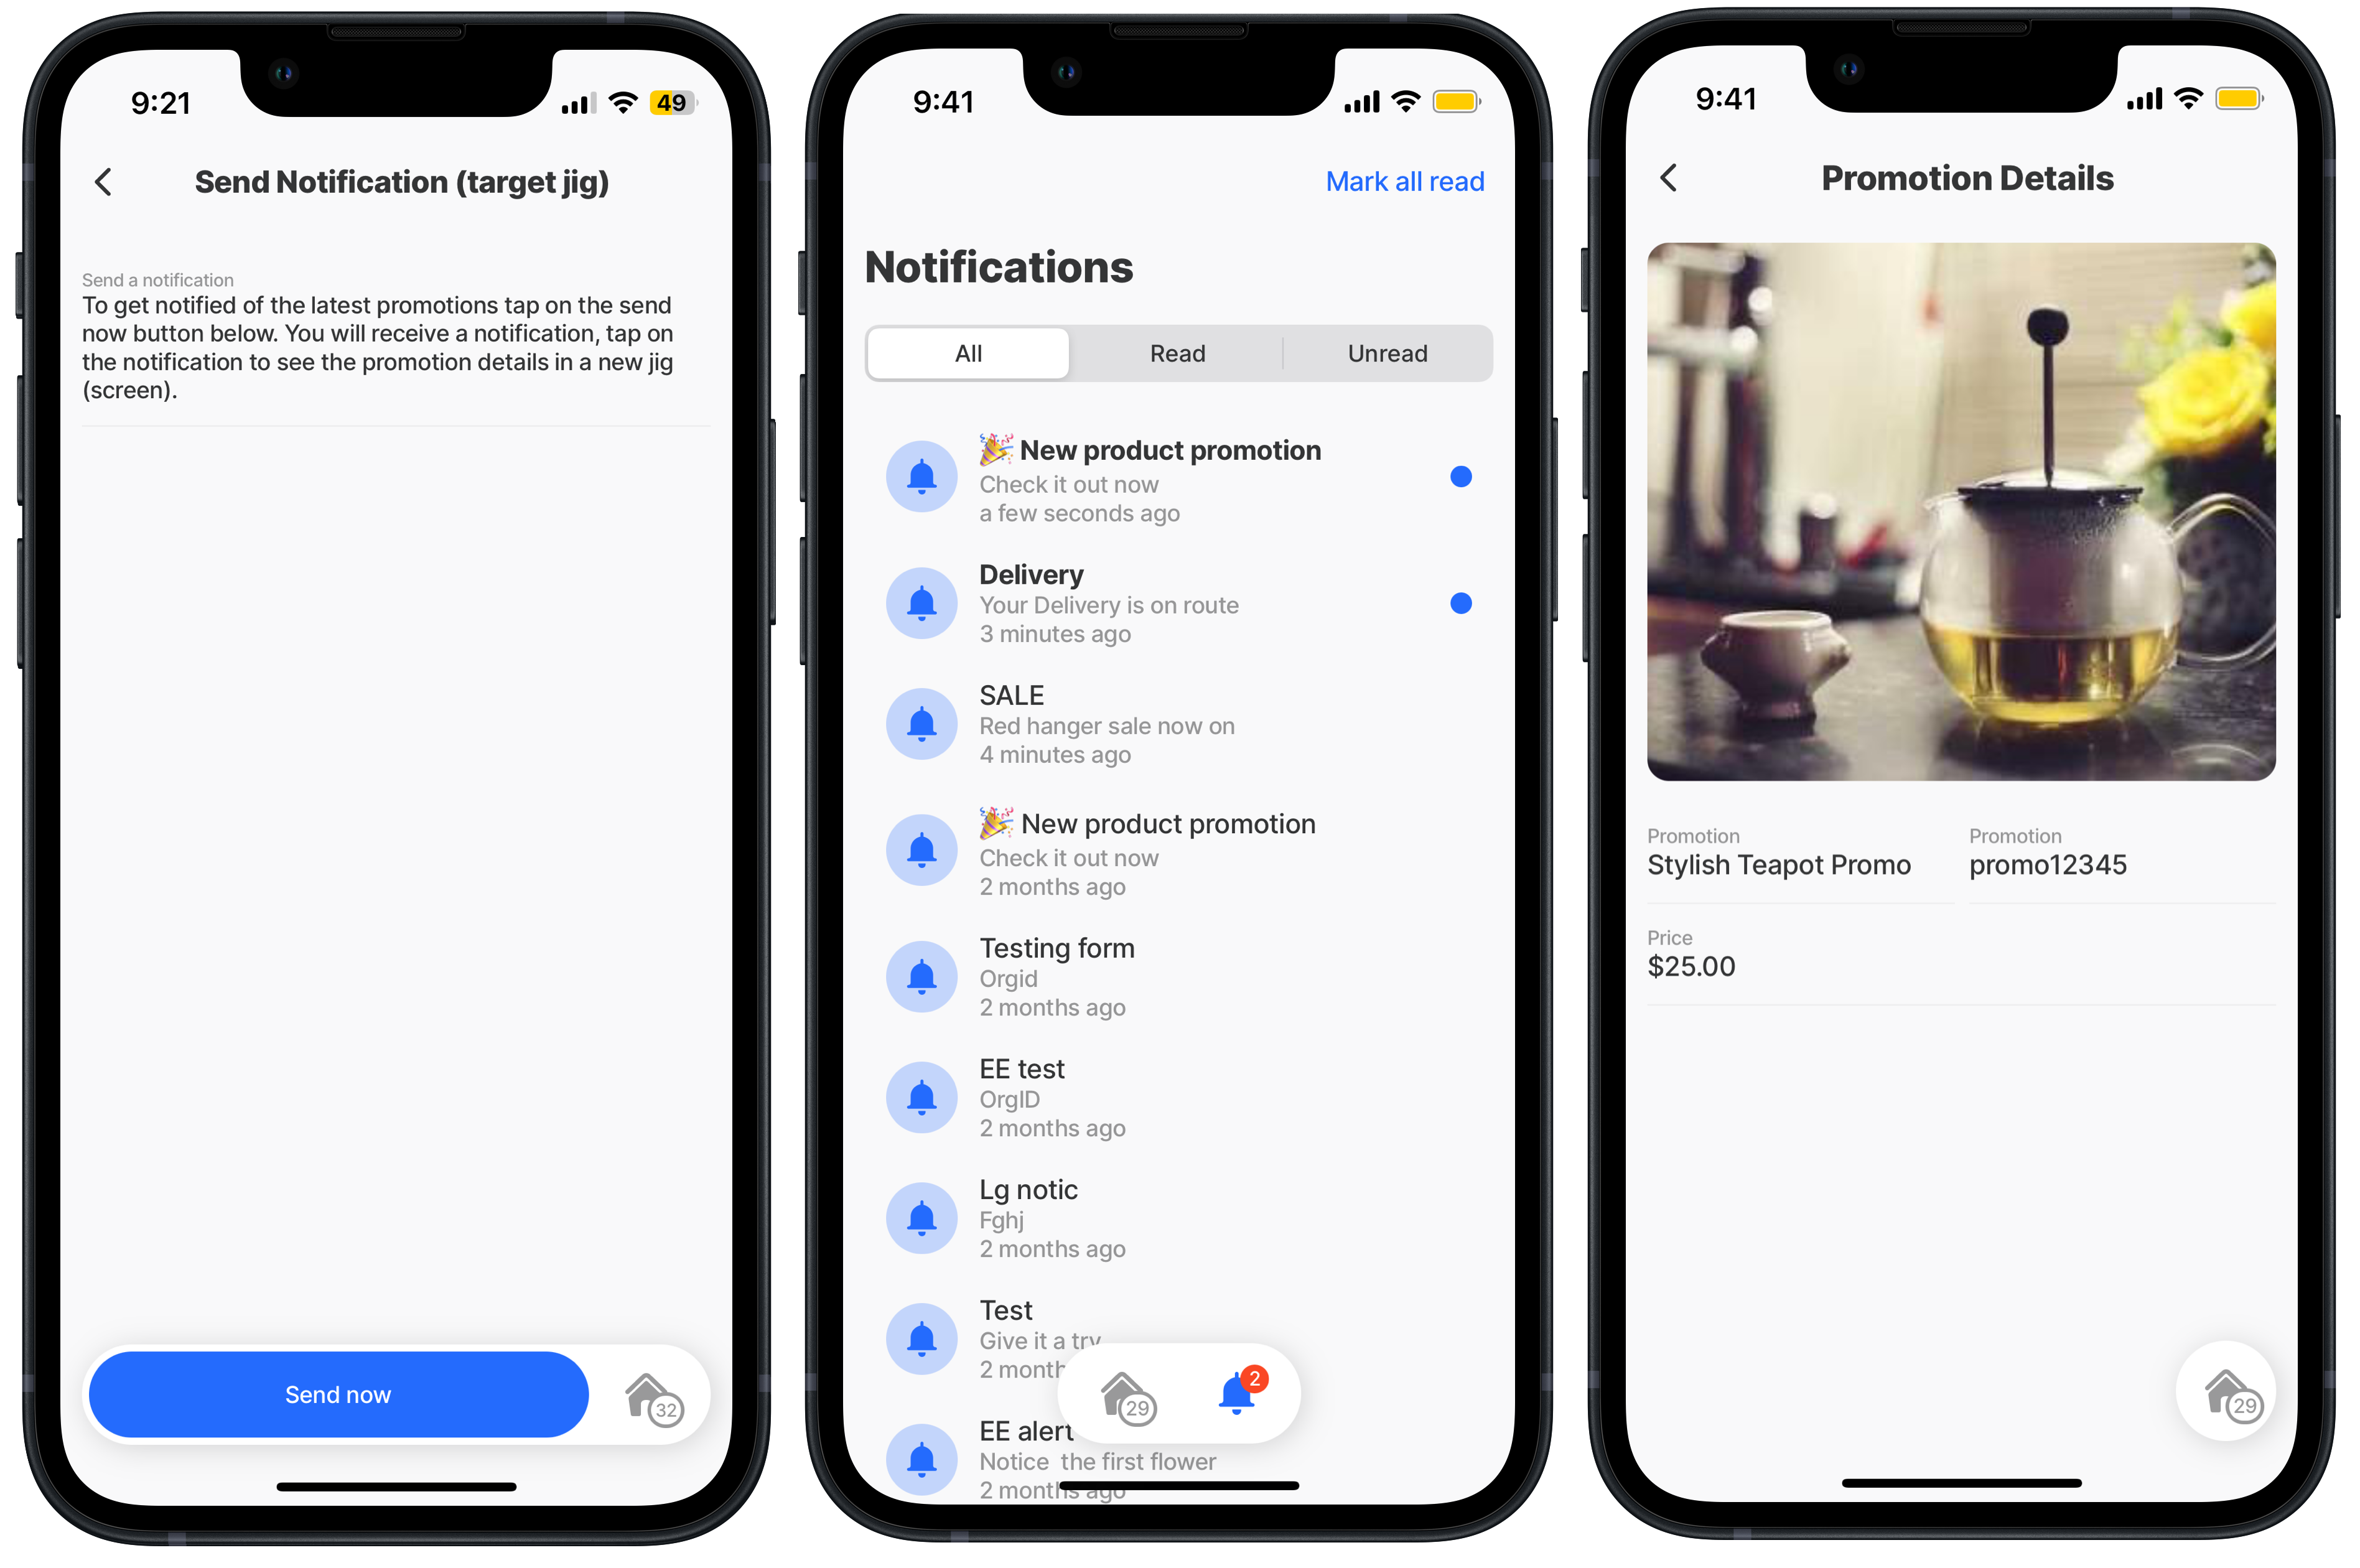 9:21
49
Send Notification (target jig)
Send a notification
To get notified of the latest promotions tap on the send
now button below. You will receive a notification, tap on
the notification to see the promotion details in a new jig
(screen).
Send now
32
9:41
Mark all read
Notifications
All
Read
Unread
🎉 New product promotion
Check it out now
a few seconds ago
Delivery
Your Delivery is on route
3 minutes ago
SALE
Red hanger sale now on
4 minutes ago
🎉 New product promotion
Check it out now
2 months ago
Testing form
Orgid
2 months ago
EE test
OrgID
2 months ago
Lg notic
Fghj
2 months ago
Test
Give it a try
2 month
EE alert
Notice  the first flower
2 months ago
29
2
9:41
Promotion Details
Promotion
Stylish Teapot Promo
Promotion
promo12345
Price
$25.00
29